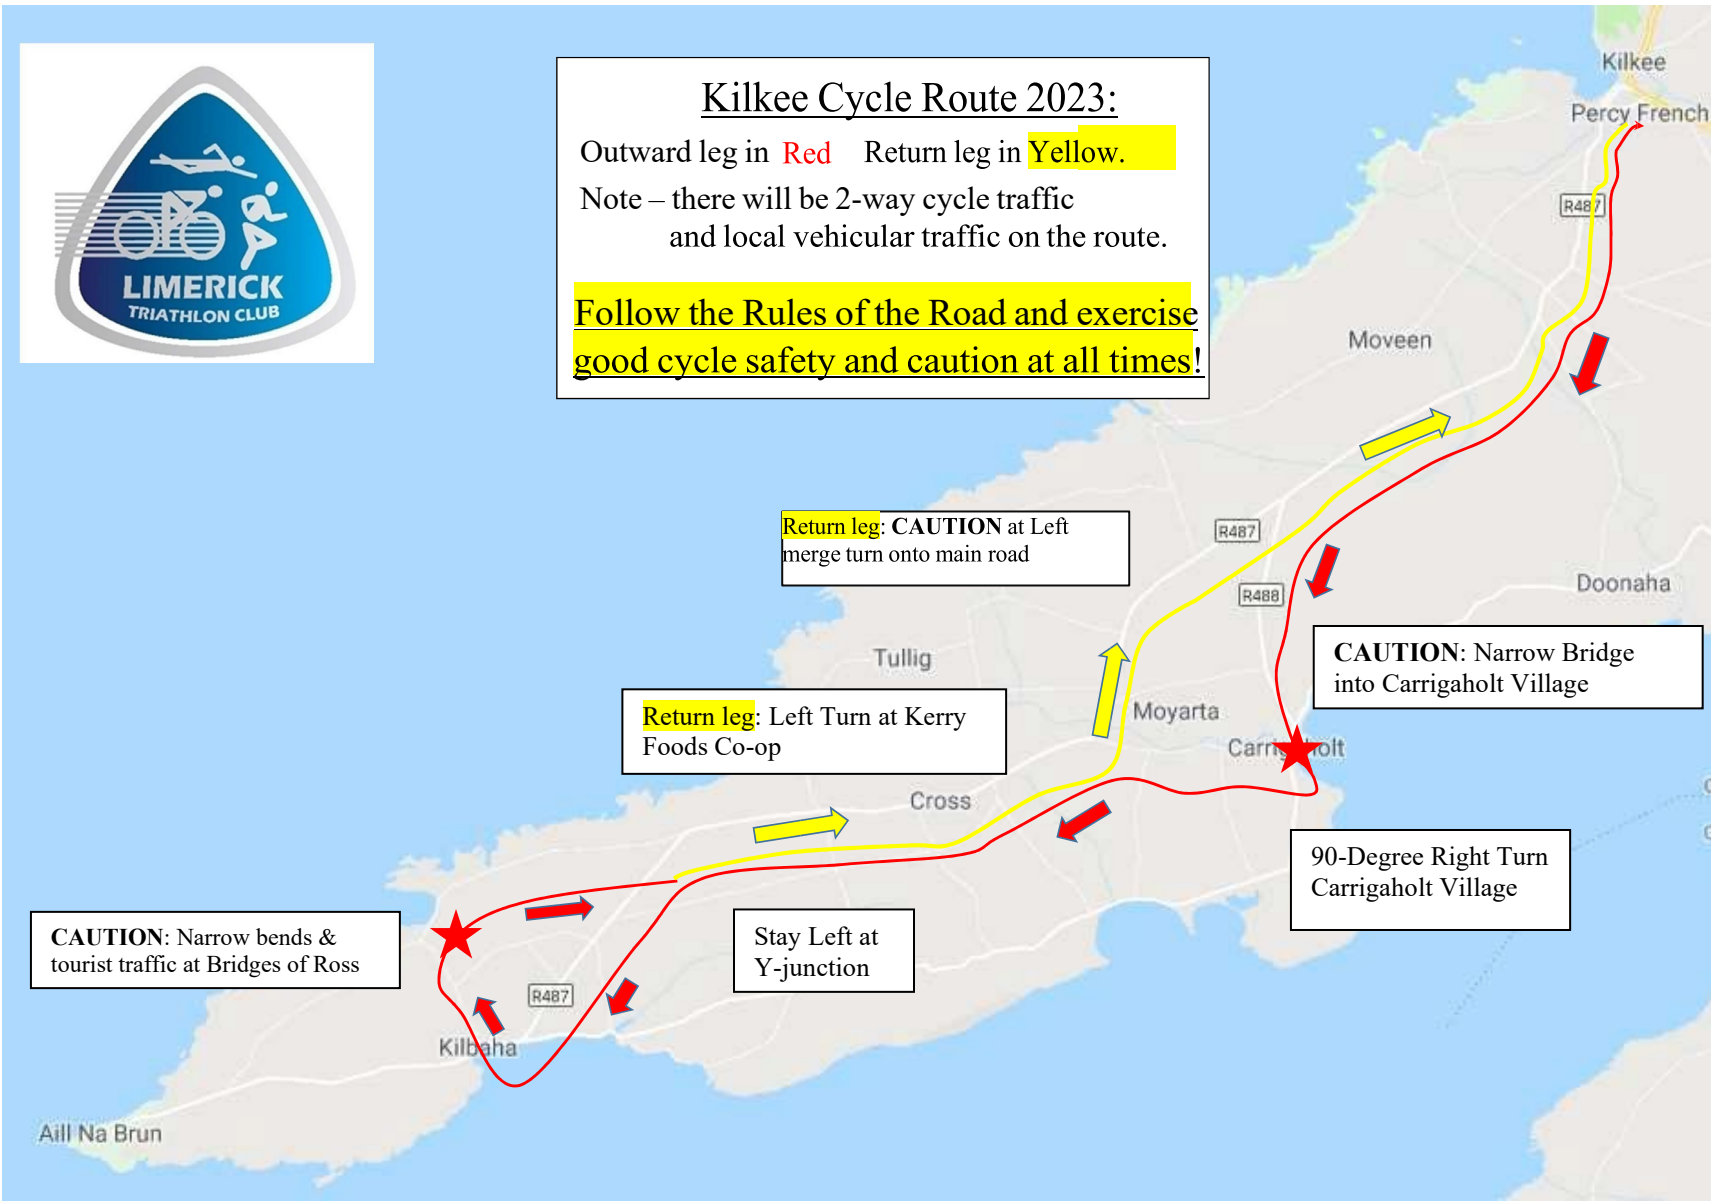 Kilkee
Percy French
LIMERICK
TRIATHLON CLUB
Kilkee Cycle Route 2023:
Outward leg in Red Return leg in Yellow.
Note – there will be 2-way cycle traffic
and local vehicular traffic on the route.
Follow the Rules of the Road and exercise
good cycle safety and caution at all times!
R487
Moveen
Return leg: CAUTION at Left
merge turn onto main road
R487
R488
Doonaha
Tullig
CAUTION: Narrow Bridge
into Carrigaholt Village
Return leg: Left Turn at Kerry
Foods Co-op
Moyarta
Carrigaholt
Cross
90-Degree Right Turn
Carrigaholt Village
CAUTION: Narrow bends &
tourist traffic at Bridges of Ross
Stay Left at
Y-junction
R487
Kilbaha
Aill Na Brun